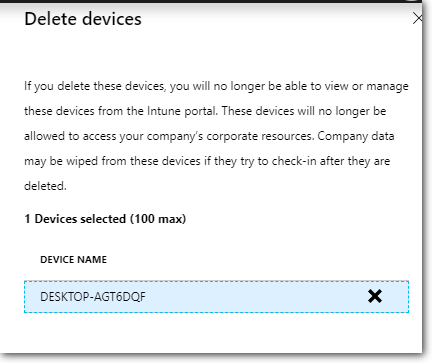 Delete devices
If you delete these devices, you will no longer be able to view or manage
these devices from the Intune portal. These devices will no longer be
allowed to access your company's corporate resources. Company data
may be wiped from these devices if they try to check-in after they are
deleted.
1 Devices selected (100 max)
DEVICE NAME
DESKTOP-AGT6DQF